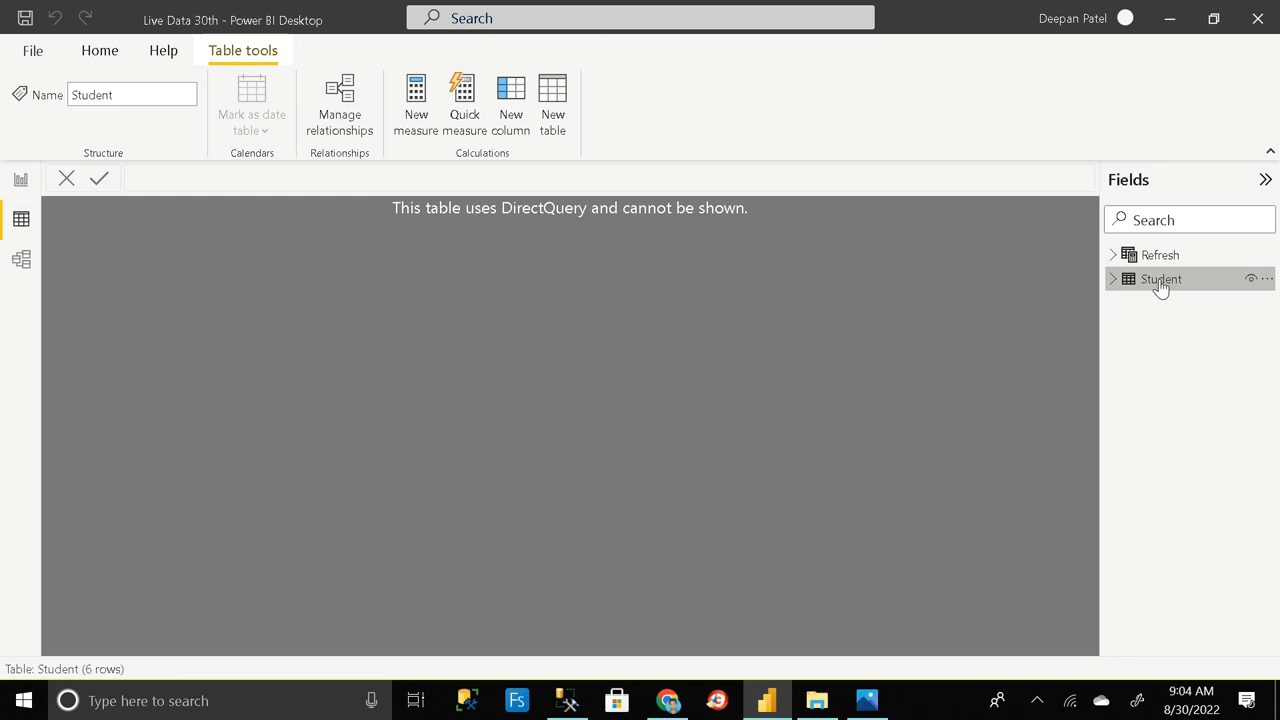 Live Data 30th - Power BI Desktop
Search
Deepan Patel
File
Home
Help
Table tools
Name
Student
Mark as date
table
Manage
relationships
New
measure
Quick
measure
New
column
New
table
Structure
Calendars
Relationships
Calculations
Fields
This table uses DirectQuery and cannot be shown.
Search
Refresh
Student
Table: Student (6 rows)
Type here to search
Fs
9:04 AM
8/30/2022